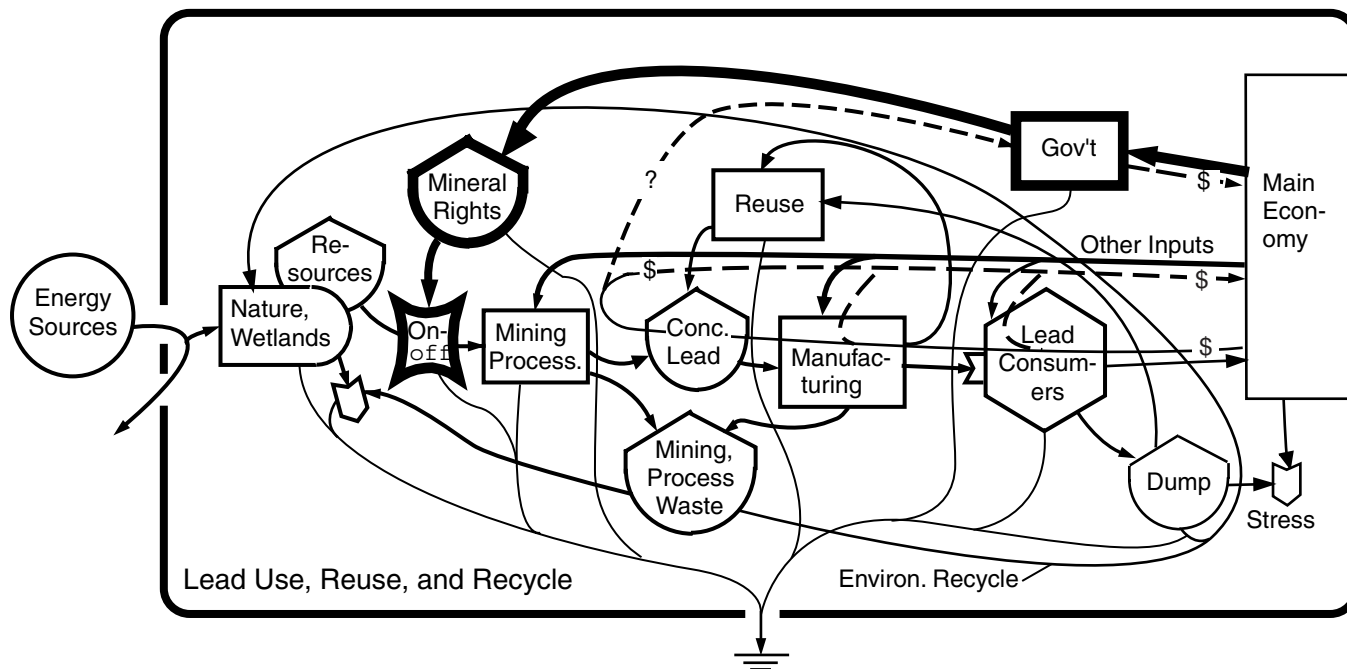 Gov't
Mineral
Rights
?
$
Main
Econ-
omy
Reuse
Re-
sources
Other Inputs
$
$
Energy
Sources
Nature,
Wetlands
On-
off
Mining
Process.
Conc.
Lead
Manufac-
turing
Lead
Consum-
ers
$
Mining,
Process
Waste
Dump
Stress
Lead Use, Reuse, and Recycle
Environ. Recycle